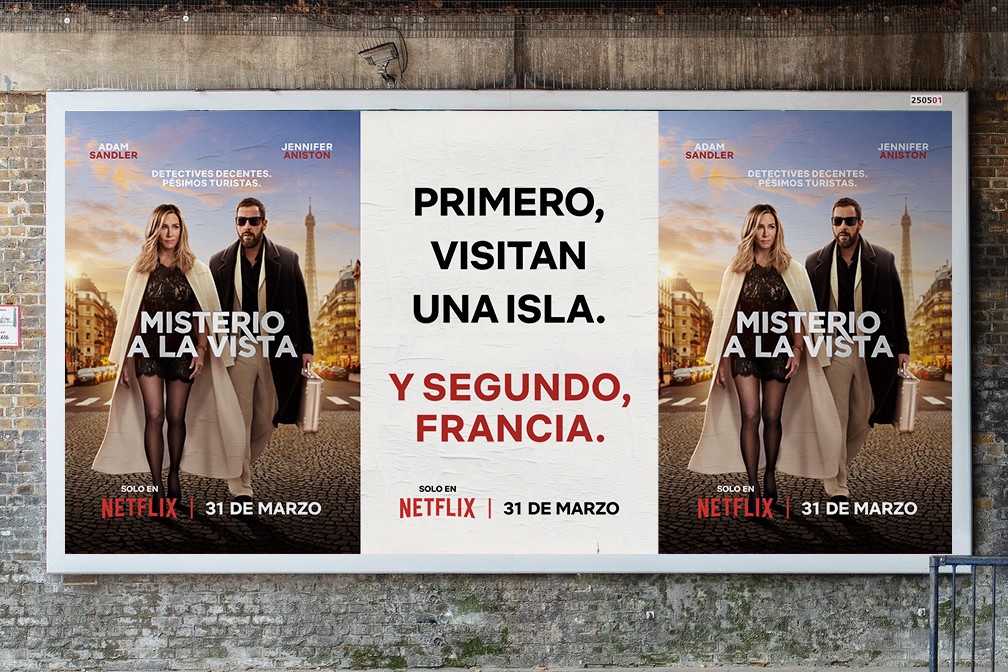 250501
ADAM
SANDLER
JENNIFER
ANISTON
DETECTIVES DECENTES.
PÉSIMOS TURISTAS.
MISTERIO
A LA VISTA
SOLO EN
NETFLIX | 31 DE MARZO
PRIMERO,
VISITAN
UNA ISLA.
Y SEGUNDO,
FRANCIA.
SOLO EN
NETFLIX | 31 DE MARZO
ADAM
SANDLER
JENNIFER
ANISTON
DETECTIVES DECENTES.
PÉSIMOS TURISTAS.
MISTERIO
A LA VISTA
SOLO EN
NETFLIX | 31 DE MARZO